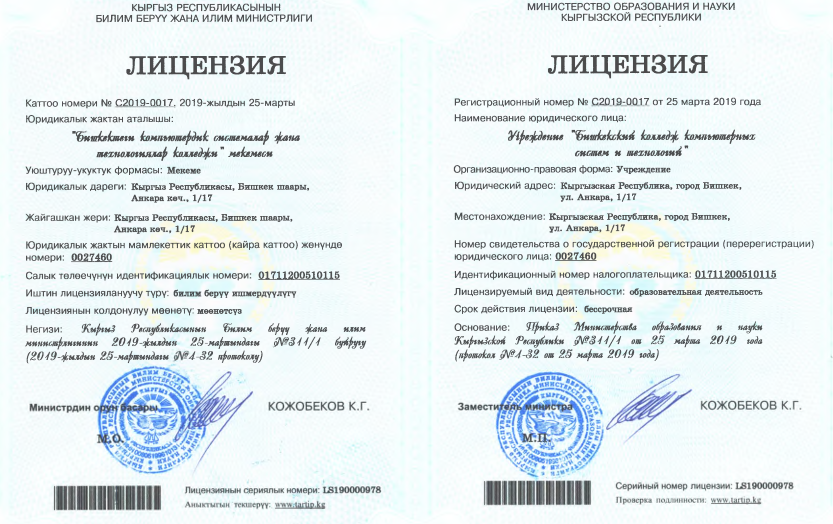 КЫРГЫЗ РЕСПУБЛИКАСЫНЫН
БИЛИМ БЕРҮҮ ЖАНА ИЛИМ МИНИСТРЛИГИ
ЛИЦЕНЗИЯ
Каттоо номери № С2019-0017, 2019-жылдын 25-марты
Юридикалык жактан аталышы:
"Бишкектеги компьютердик системалар жана
технологиялар колледжи" мекемеси
Уюштуруу-укуктук формасы: Мекеме
Юридикалык дареги: Кыргыз Республикасы, Бишкек шаары,
Анкара көч., 1/17
Жайгашкан жери: Кыргыз Республикасы, Бишкек шаары,
Анкара көч., 1/17
Юридикалык жактын мамлекеттик каттоо (кайра каттоо) жөнүндө
номери: 0027460
Салык төлөөчүнүн идентификациялык номери: 01711200510115
Иштин лицензиялануучу түрү: билим берүү ишмердүүлүгү
Лицензиянын колдонулуу мөөнөтү: мөөнөтсүз
Негизи: Кыргыз Республикасынын Билим берүү жана илим
министрлигинин 2019-жылдын 25-мартындагы №311/1 буйругу
(2019-жылдын 25-мартындагы №А-32 протоколу)
Министрдин орун басары
КОЖОБЕКОВ К.Г.
М.О.
Лицензиянын сериялык номери: LS190000978
Аныктыгын текшерүү: www.tartip.kg
МИНИСТЕРСТВО ОБРАЗОВАНИЯ И НАУКИ
КЫРГЫЗСКОЙ РЕСПУБЛИКИ
ЛИЦЕНЗИЯ
Регистрационный номер № С2019-0017 от 25 марта 2019 года
Наименование юридического лица:
Учреждение "Бишкекский колледж компьютерных
систем и технологий"
Организационно-правовая форма: Учреждение
Юридический адрес: Кыргызская Республика, город Бишкек,
ул. Анкара, 1/17
Местонахождение: Кыргызская Республика, город Бишкек,
ул. Анкара, 1/17
Номер свидетельства о государственной регистрации (перерегистрации)
юридического лица: 0027460
Идентификационный номер налогоплательщика: 01711200510115
Лицензируемый вид деятельности: образовательная деятельность
Срок действия лицензии: бессрочная
Основание: Приказ Министерства образования и науки
Кыргызской Республики №311/1 от 25 марта 2019 года
(протокол №А-32 от 25 марта 2019 года)
Заместитель министра
КОЖОБЕКОВ К.Г.
М.П.
Серийный номер лицензии: LS190000978
Проверка подлинности: www.tartip.kg